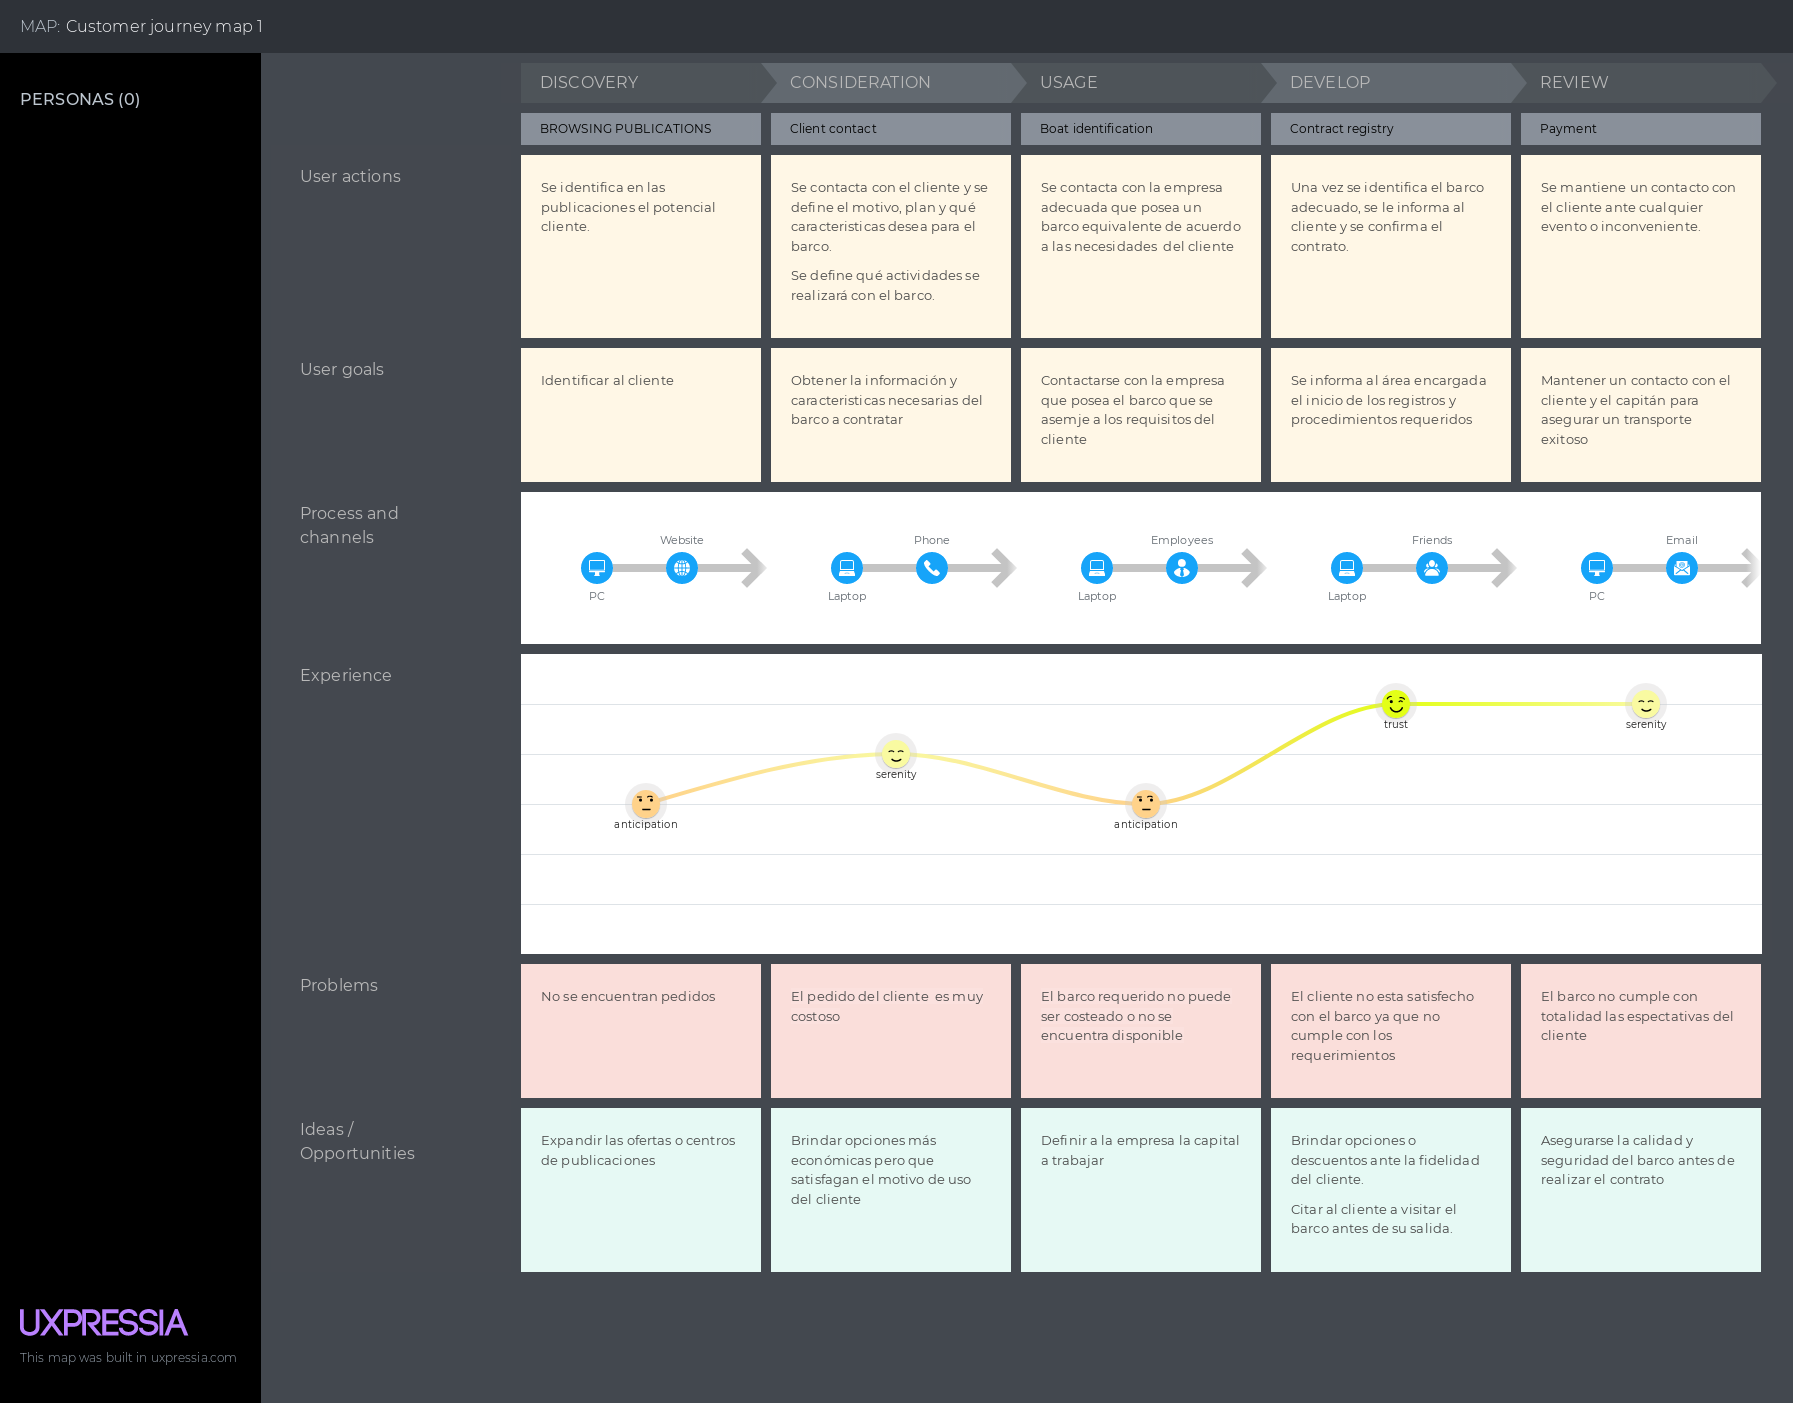 MAP: Customer journey map 1
PERSONAS (0)
DISCOVERY
CONSIDERATION
USAGE
DEVELOP
REVIEW
BROWSING PUBLICATIONS
Client contact
Boat identification
Contract registry
Payment
User actions
Se identifica en las
publicaciones el potencial
cliente.
Se contacta con el cliente y se
define el motivo, plan y qué
caracteristicas desea para el
barco.
Se define qué actividades se
realizará con el barco.
Se contacta con la empresa
adecuada que posea un
barco equivalente de acuerdo
a las necesidades del cliente
Una vez se identifica el barco
adecuado, se le informa al
cliente y se confirma el
contrato.
Se mantiene un contacto con
el cliente ante cualquier
evento o inconveniente.
User goals
Identificar al cliente
Obtener la información y
caracteristicas necesarias del
barco a contratar
Contactarse con la empresa
que posea el barco que se
asemje a los requisitos del
cliente
Se informa al área encargada
el inicio de los registros y
procedimientos requeridos
Mantener un contacto con el
cliente y el capitán para
asegurar un transporte
exitoso
Process and
channels
PC
Website
Laptop
Phone
Laptop
Employees
Laptop
Friends
PC
Email
Experience
anticipation
serenity
anticipation
trust
serenity
Problems
No se encuentran pedidos
El pedido del cliente es muy
costoso
El barco requerido no puede
ser costeado o no se
encuentra disponible
El cliente no esta satisfecho
con el barco ya que no
cumple con los
requerimientos
El barco no cumple con
totalidad las espectativas del
cliente
Ideas /
Opportunities
Expandir las ofertas o centros
de publicaciones
Brindar opciones más
económicas pero que
satisfagan el motivo de uso
del cliente
Definir a la empresa la capital
a trabajar
Brindar opciones o
descuentos ante la fidelidad
del cliente.
Citar al cliente a visitar el
barco antes de su salida.
Asegurarse la calidad y
seguridad del barco antes de
realizar el contrato
UXPRESSIA
This map was built in uxpressia.com